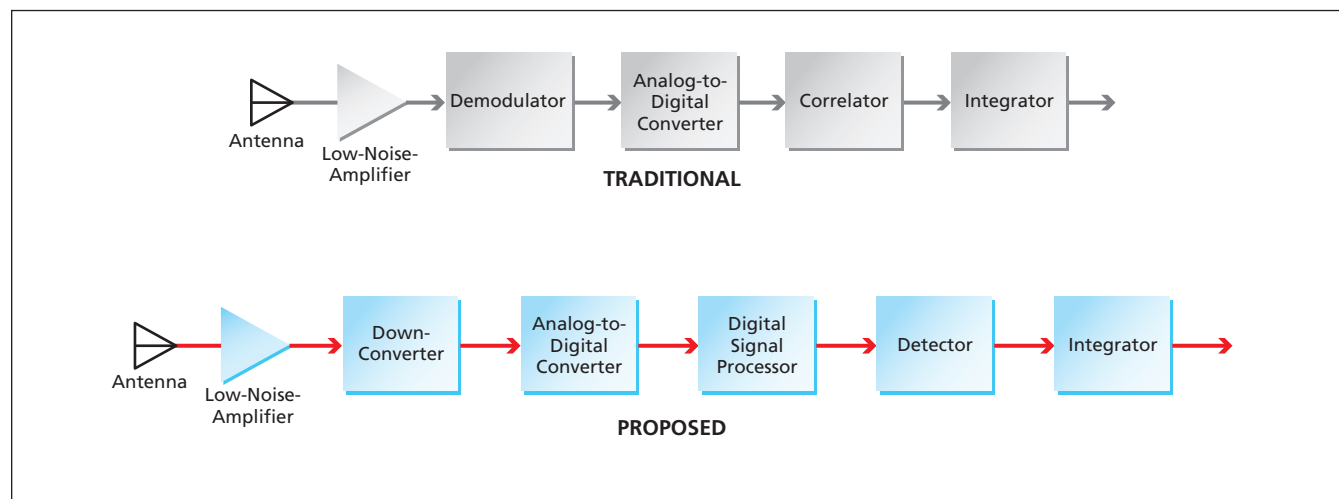 Antenna
Low-Noise-
Amplifier
Demodulator
Analog-to-
Digital
Converter
Correlator
Integrator
TRADITIONAL
Antenna
Low-Noise-
Amplifier
Down-
Converter
Analog-to-
Digital
Converter
Digital
Signal
Processor
Detector
Integrator
PROPOSED